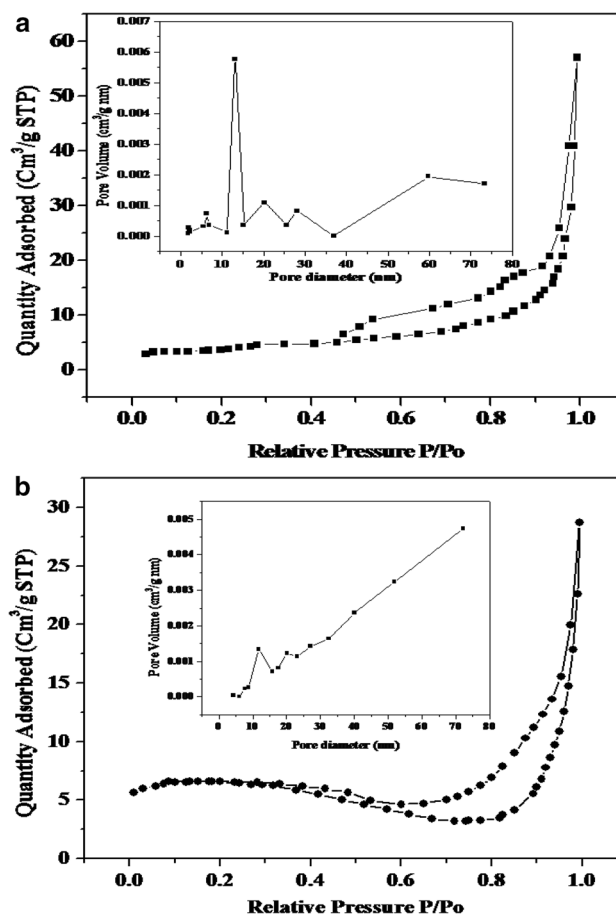 a
Quantity Adsorbed (Cm³/g STP)
60
50
40
30
20
10
0
0.0 0.2 0.4 0.6 0.8 1.0
Relative Pressure P/Po
Pore Volume (cm³/g nm)
0.007
0.006
0.005
0.004
0.003
0.002
0.001
0.000
0 10 20 30 40 50 60 70 80
Pore diameter (nm)
b
Quantity Adsorbed (Cm³/g STP)
30
25
20
15
10
5
0
0.0 0.2 0.4 0.6 0.8 1.0
Relative Pressure P/Po
Pore Volume (cm³/g nm)
0.005
0.004
0.003
0.002
0.001
0.000
0 10 20 30 40 50 60 70 80
Pore diameter (nm)